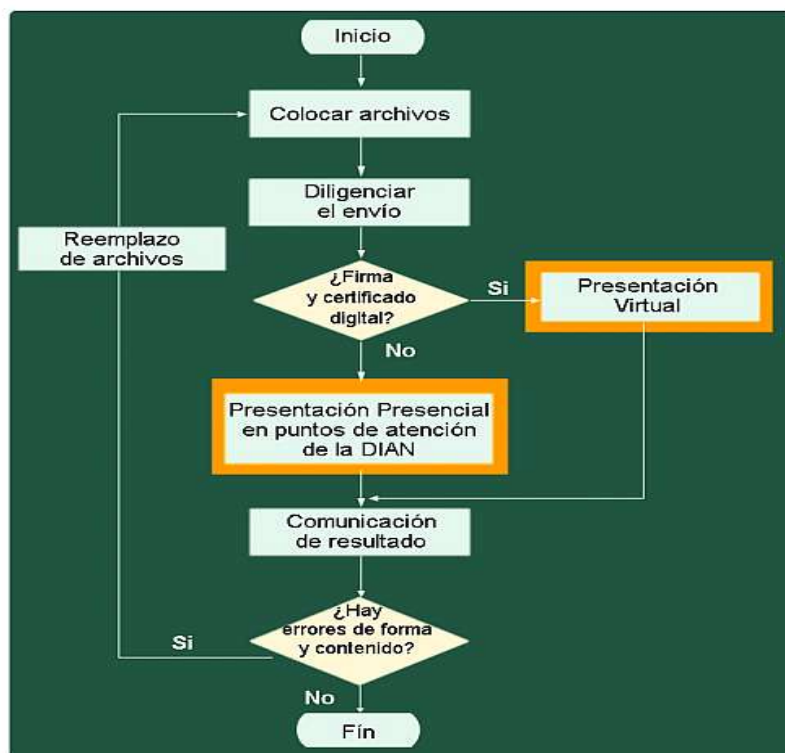 Inicio
Colocar archivos
Diligenciar
el envío
Reemplazo
de archivos
¿Firma
y certificado
digital?
Si
Presentación
Virtual
No
Presentación Presencial
en puntos de atención
de la DIAN
Comunicación
de resultado
¿Hay
errores de forma
y contenido?
Si
No
Fín